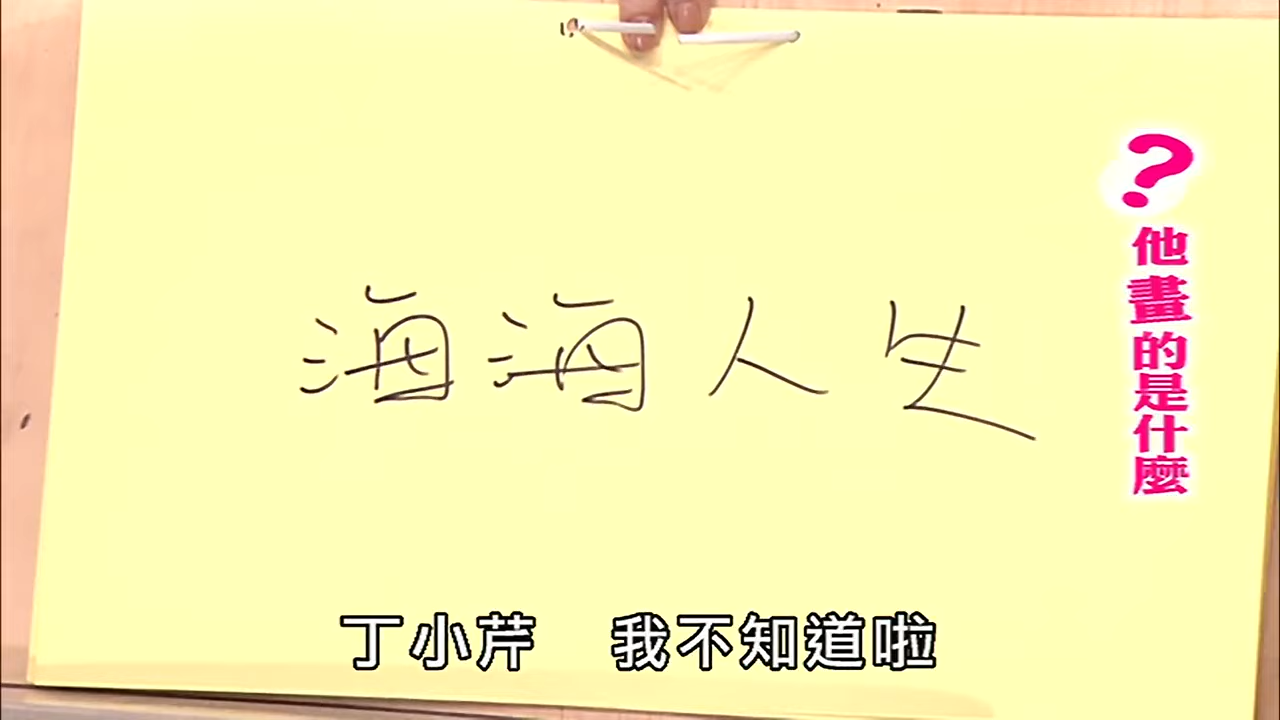 海海人生
？他畫的是什麼
丁小芹 我不知道啦